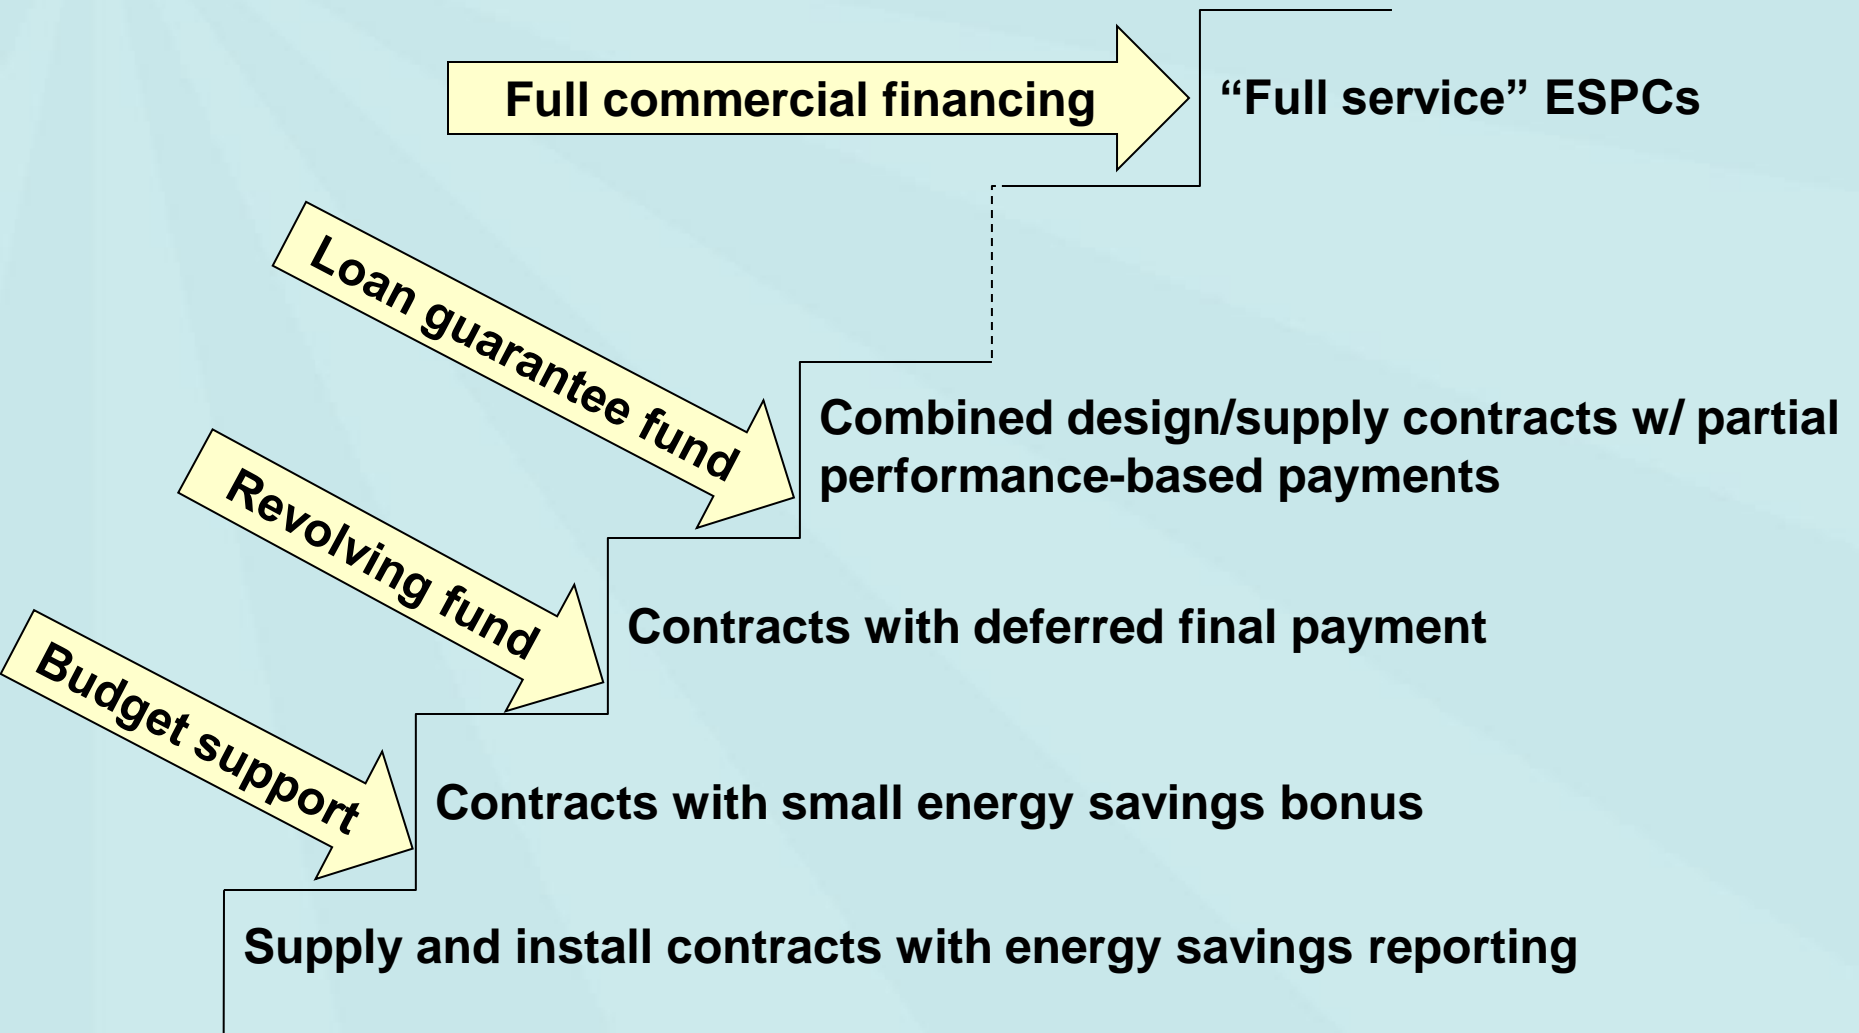 Full commercial financing
“Full service” ESPCs
Loan guarantee fund
Combined design/supply contracts w/ partial
performance-based payments
Revolving fund
Contracts with deferred final payment
Budget support
Contracts with small energy savings bonus
Supply and install contracts with energy savings reporting